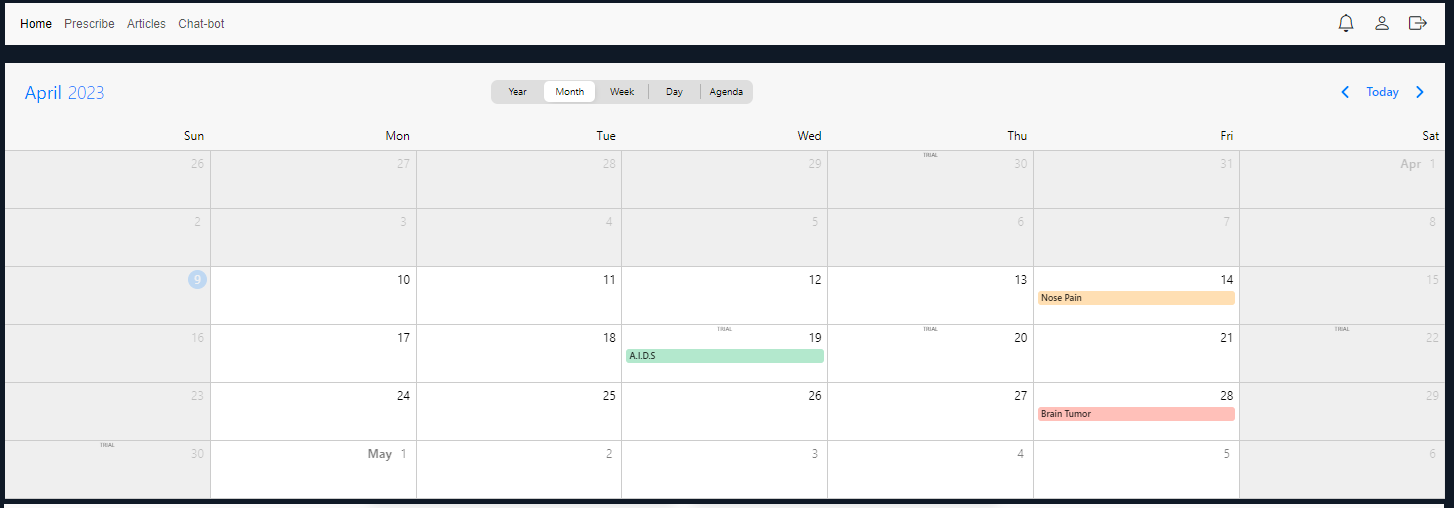 Home Prescribe Articles Chat-bot
April 2023 Year Month Week Day Agenda Today
Sun Mon Tue Wed Thu Fri Sat
TRIAL
26 27 28 29 30 31 Apr 1
2 3 4 5 6 7 8
9 10 11 12 13 14 15
Nose Pain
TRIAL TRIAL TRIAL
16 17 18 19 20 21 22
A.I.D.S
23 24 25 26 27 28 29
Brain Tumor
TRIAL
30 May 1 2 3 4 5 6